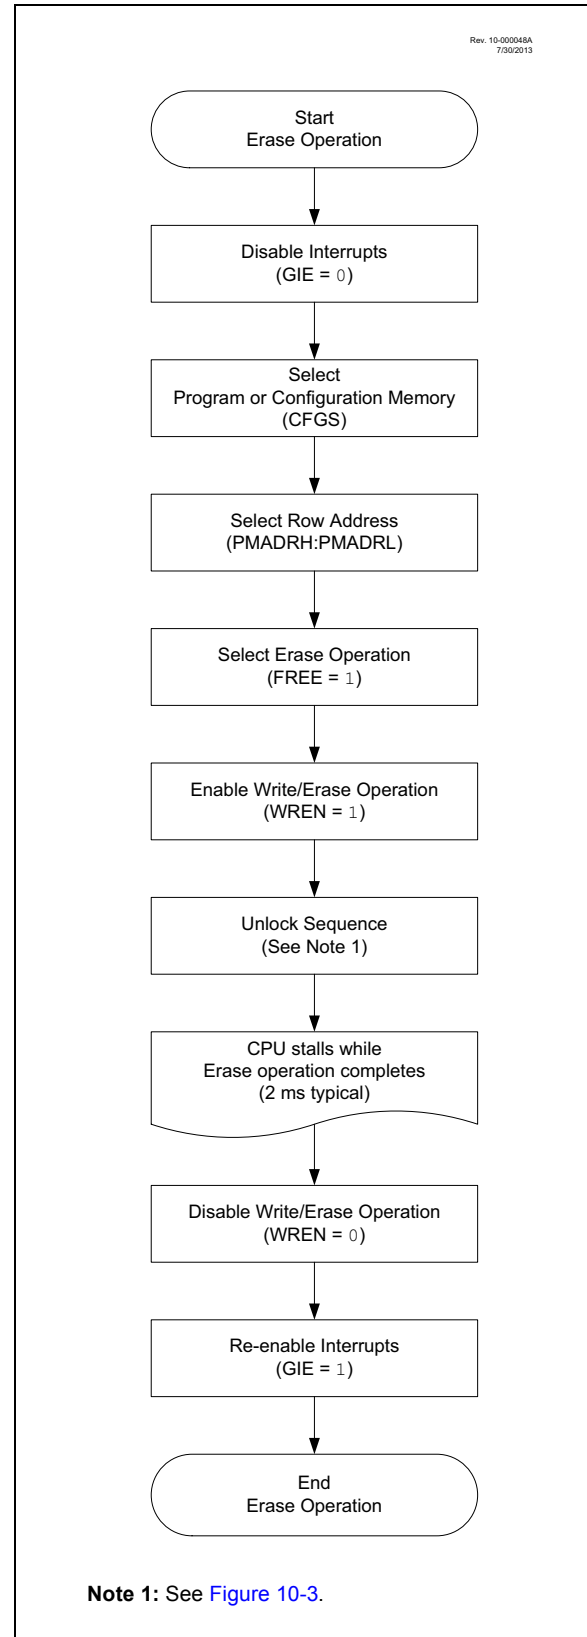 Rev. 10-000048A
7/30/2013
Start
Erase Operation
Disable Interrupts
(GIE = 0)
Select
Program or Configuration Memory
(CFGS)
Select Row Address
(PMADRH:PMADRL)
Select Erase Operation
(FREE = 1)
Enable Write/Erase Operation
(WREN = 1)
Unlock Sequence
(See Note 1)
CPU stalls while
Erase operation completes
(2 ms typical)
Disable Write/Erase Operation
(WREN = 0)
Re-enable Interrupts
(GIE = 1)
End
Erase Operation
Note 1: See Figure 10-3.